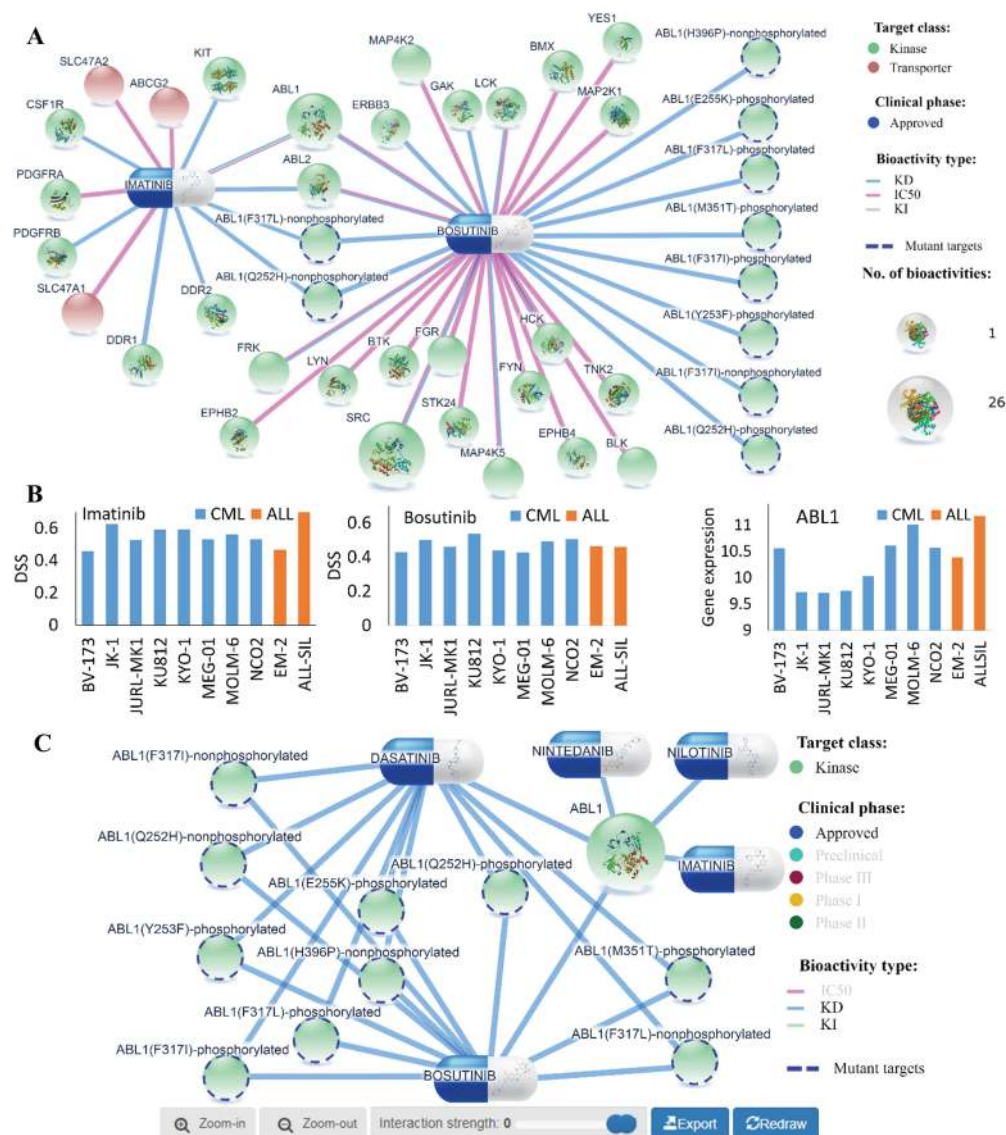 A
SLC47A2
ABCG2
KIT
CSF1R
ABL1
PDGFRA
IMATINIB
ABL2
PDGFRB
ABL1(F317L)-nonphosphorylated
ABL1(Q252H)-nonphosphorylated
SLC47A1
DDR2
DDR1
MAP4K2
ERBB3
GAK
LCK
BMX
YES1
MAP2K1
BOSUTINIB
ABL1(H396P)-nonphosphorylated
ABL1(E255K)-phosphorylated
ABL1(F317L)-phosphorylated
ABL1(M351T)-phosphorylated
ABL1(F317I)-phosphorylated
ABL1(Y253F)-phosphorylated
ABL1(F317I)-nonphosphorylated
ABL1(Q252H)-phosphorylated
FRK
LYN
BTK
FGR
HCK
FYN
TNK2
EPHB2
SRC
STK24
MAP4K5
EPHB4
BLK
Target class:
Kinase
Transporter
Clinical phase:
Approved
Bioactivity type:
KD
IC50
KI
Mutant targets
No. of bioactivities:
1
26
B
Imatinib
CML
ALL
DSS
0.6
0.4
0.2
0
BV-173
JK-1
JURL-MK1
KU812
KYO-1
MEG-01
MOLM-6
NCO2
EM-2
ALL-SIL
Bosutinib
CML
ALL
DSS
0.6
0.4
0.2
0
BV-173
JK-1
JURL-MK1
KU812
KYO-1
MEG-01
MOLM-6
NCO2
EM-2
ALL-SIL
ABL1
CML
ALL
Gene expression
11
10.5
10
9.5
9
BV-173
JK-1
JURL-MK1
KU812
KYO-1
MEG-01
MOLM-6
NCO2
EM-2
ALLSIL
C
ABL1(F317I)-nonphosphorylated
DASATINIB
NINTEDANIB
NILOTINIB
ABL1
IMATINIB
ABL1(Q252H)-nonphosphorylated
ABL1(Q252H)-phosphorylated
ABL1(E255K)-phosphorylated
ABL1(Y253F)-phosphorylated
ABL1(H396P)-nonphosphorylated
ABL1(M351T)-phosphorylated
ABL1(F317L)-phosphorylated
ABL1(F317L)-nonphosphorylated
ABL1(F317I)-phosphorylated
BOSUTINIB
Target class:
Kinase
Clinical phase:
Approved
Preclinical
Phase III
Phase I
Phase II
Bioactivity type:
IC50
KD
KI
Mutant targets
Zoom-in
Zoom-out
Interaction strength: 0
Export
Redraw